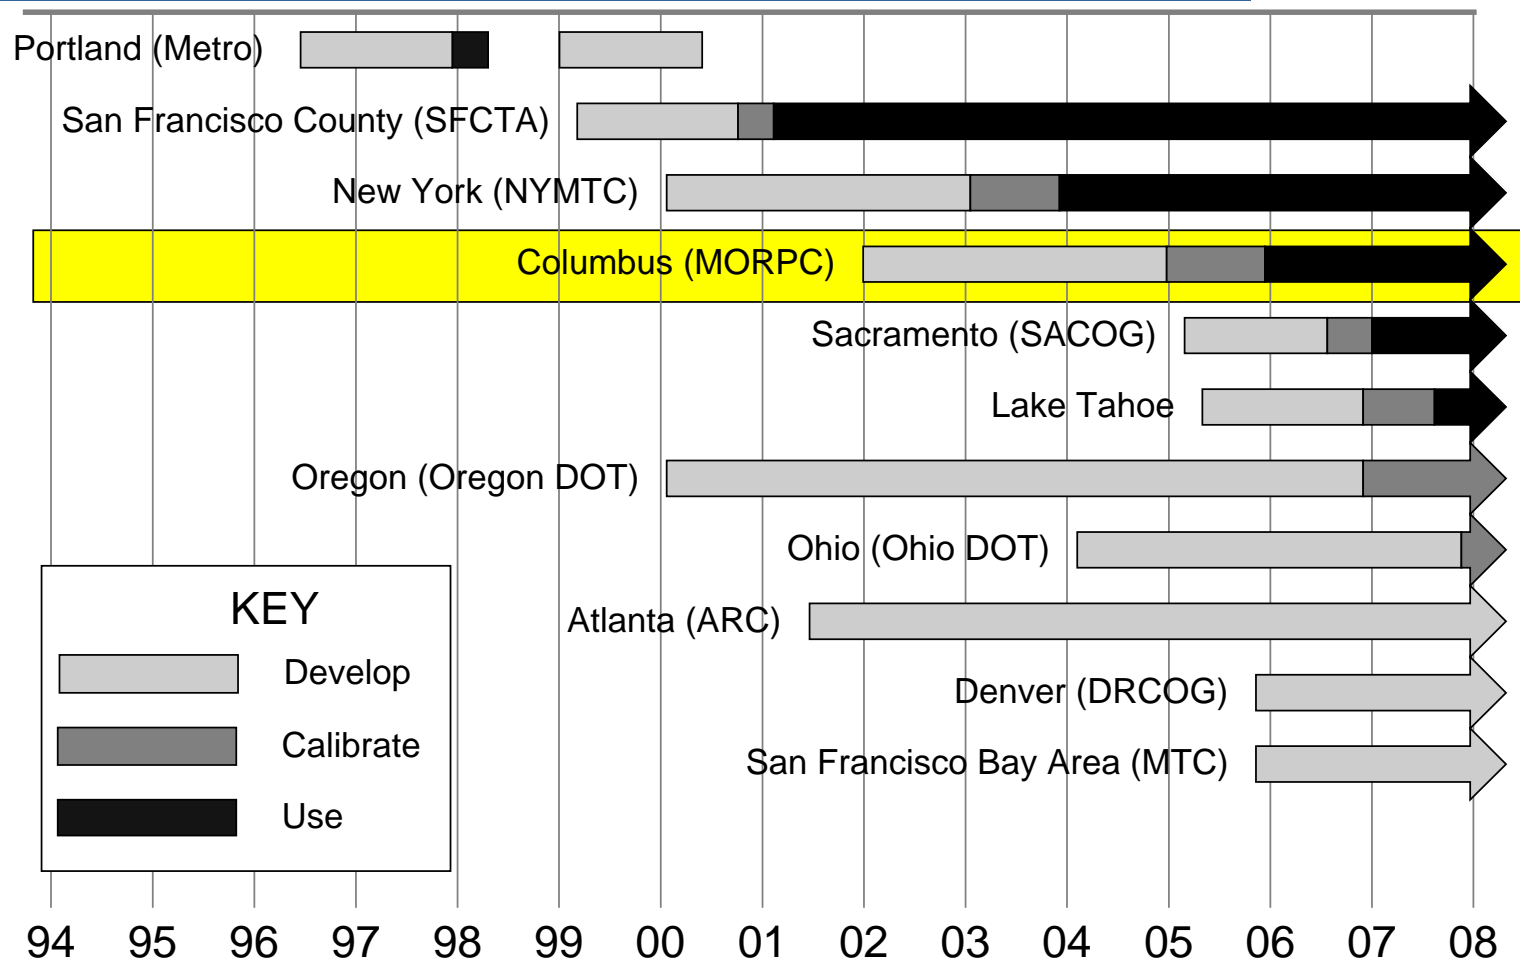 Portland (Metro)
San Francisco County (SFCTA)
New York (NYMTC)
Columbus (MORPC)
Sacramento (SACOG)
Lake Tahoe
Oregon (Oregon DOT)
Ohio (Ohio DOT)
Atlanta (ARC)
Denver (DRCOG)
San Francisco Bay Area (MTC)
KEY
Develop
Calibrate
Use
94 95 96 97 98 99 00 01 02 03 04 05 06 07 08